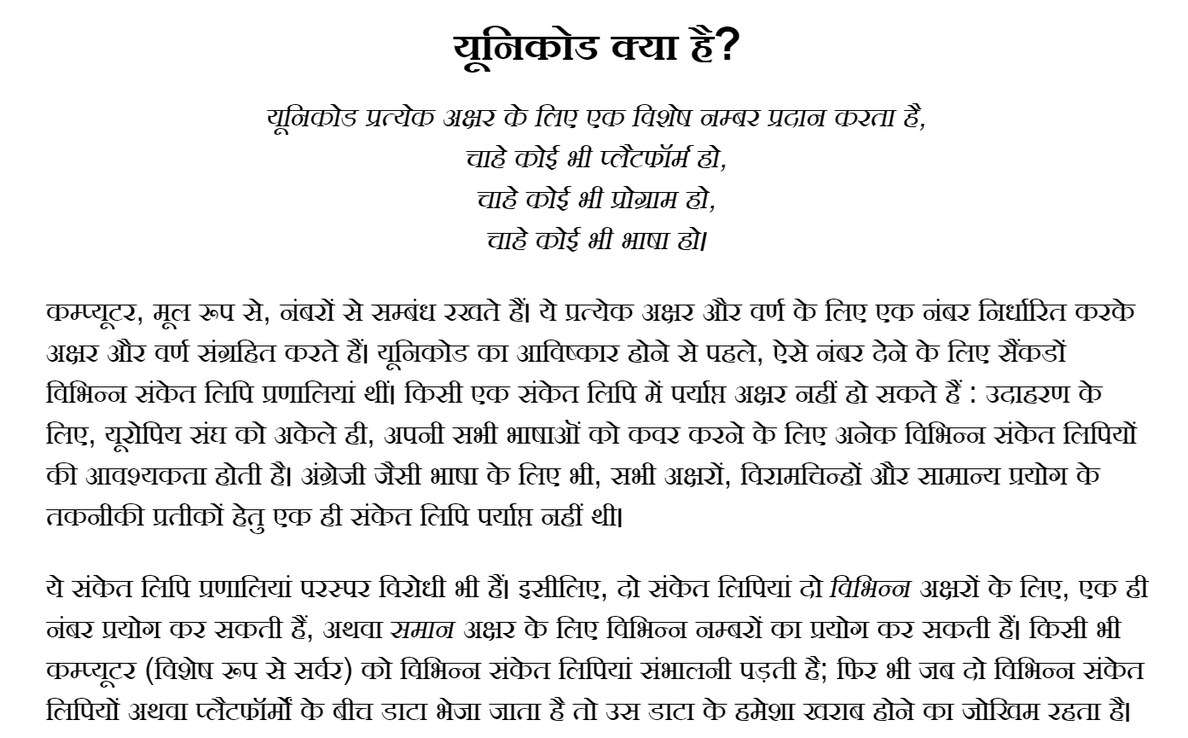 यूनिकोड क्या है?
यूनिकोड प्रत्येक अक्षर के लिए एक विशेष नम्बर प्रदान करता है,
चाहे कोई भी प्लैटफॉर्म हो,
चाहे कोई भी प्रोग्राम हो,
चाहे कोई भी भाषा हो।
कम्प्यूटर, मूल रूप से, नंबरों से सम्बंध रखते हैं। ये प्रत्येक अक्षर और वर्ण के लिए एक नंबर निर्धारित करके
अक्षर और वर्ण संग्रहित करते हैं। यूनिकोड का आविष्कार होने से पहले, ऐसे नंबर देने के लिए सैंकडों
विभिन्न संकेत लिपि प्रणालियां थीं। किसी एक संकेत लिपि में पर्याप्त अक्षर नहीं हो सकते हैं : उदाहरण के
लिए, यूरोपिय संघ को अकेले ही, अपनी सभी भाषाऒं को कवर करने के लिए अनेक विभिन्न संकेत लिपियों
की आवश्यकता होती है। अंग्रेजी जैसी भाषा के लिए भी, सभी अक्षरों, विरामचिन्हों और सामान्य प्रयोग के
तकनीकी प्रतीकों हेतु एक ही संकेत लिपि पर्याप्त नहीं थी।
ये संकेत लिपि प्रणालियां परस्पर विरोधी भी हैं। इसीलिए, दो संकेत लिपियां दो विभिन्न अक्षरों के लिए, एक ही
नंबर प्रयोग कर सकती हैं, अथवा समान अक्षर के लिए विभिन्न नम्बरों का प्रयोग कर सकती हैं। किसी भी
कम्प्यूटर (विशेष रूप से सर्वर) को विभिन्न संकेत लिपियां संभालनी पड़ती है; फिर भी जब दो विभिन्न संकेत
लिपियों अथवा प्लैटफॉर्मों के बीच डाटा भेजा जाता है तो उस डाटा के हमेशा खराब होने का जोखिम रहता है।